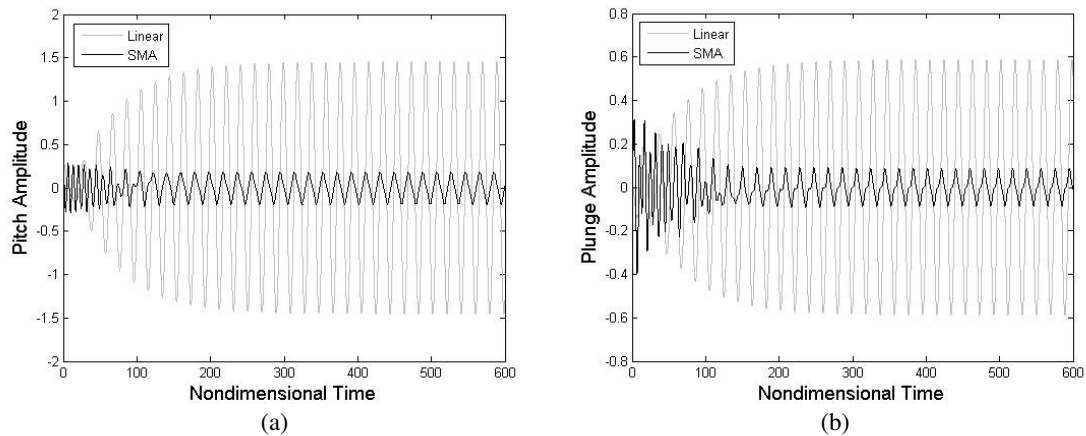 2
1.5
1
0.5
0
-0.5
-1
-1.5
-2
Pitch Amplitude
Linear
SMA
0 100 200 300 400 500 600
Nondimensional Time
(a)
0.8
0.6
0.4
0.2
0
-0.2
-0.4
-0.6
-0.8
Plunge Amplitude
Linear
SMA
0 100 200 300 400 500 600
Nondimensional Time
(b)